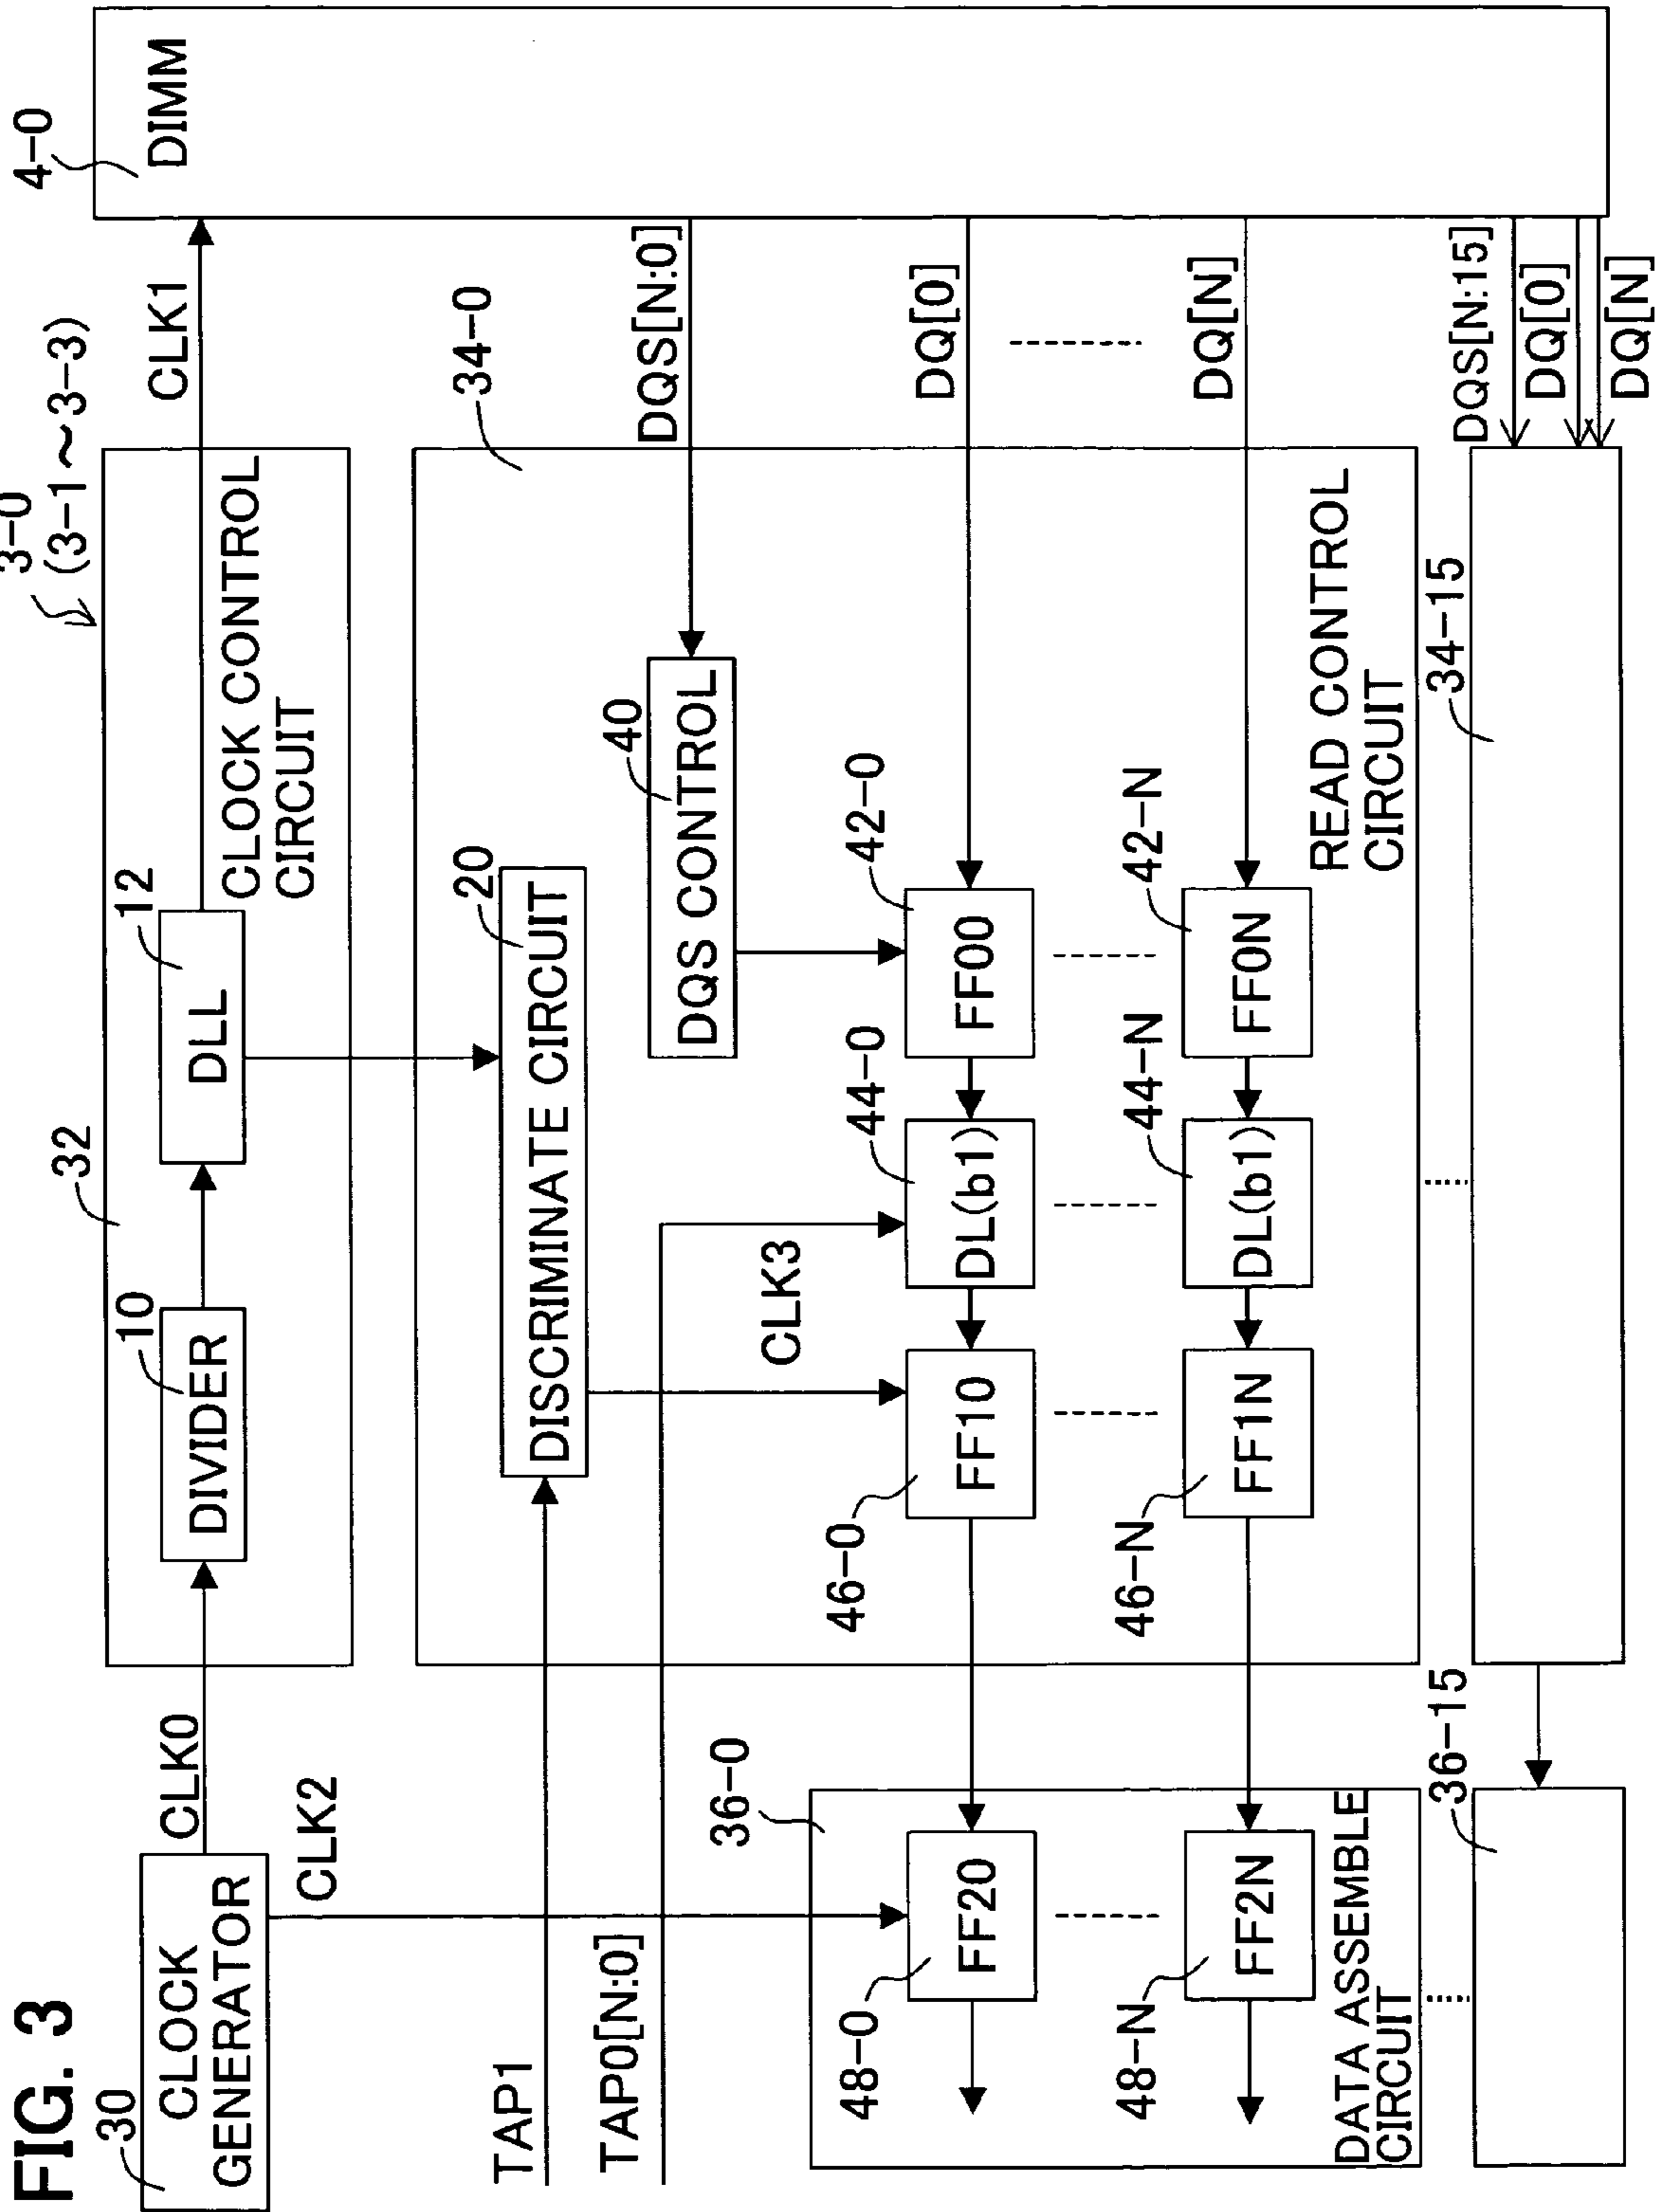 FIG. 3
30
CLOCK
GENERATOR
CLK0
CLK2
32
10
DIVIDER
12
DLL
CLOCK CONTROL
CIRCUIT
3-0
(3-1~3-3)
CLK1
4-0
DIMM
TAP1
TAP0[N:0]
20
DISCRIMINATE CIRCUIT
CLK3
40
DQS CONTROL
34-0
DQS[N:0]
36-0
48-0
FF20
46-0
FF10
44-0
DL(b1)
42-0
FF00
DQ[0]
48-N
FF2N
46-N
FF1N
44-N
DL(b1)
42-N
FF0N
DQ[N]
DATA ASSEMBLE
CIRCUIT
READ CONTROL
CIRCUIT
36-15
34-15
DQS[N:15]
DQ[0]
DQ[N]